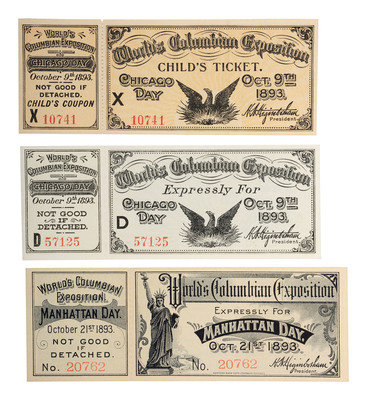 WORLD'S
COLUMBIAN EXPOSITION
CHICAGO DAY
October 9th 1893.
NOT GOOD IF
DETACHED.
CHILD'S COUPON
X 10741
World's Columbian Exposition
CHILD'S TICKET.
CHICAGO DAY
OCT. 9TH 1893.
X
10741
H.N. Higinbotham
President.
WORLD'S
COLUMBIAN EXPOSITION
CHICAGO DAY
October 9th 1893.
NOT GOOD
IF
DETACHED.
D 57125
World's Columbian Exposition
Expressly For
CHICAGO DAY
OCT. 9TH 1893.
D
57125
H.N. Higinbotham
President.
WORLD'S COLUMBIAN
EXPOSITION.
MANHATTAN DAY.
October 21ST 1893.
NOT GOOD
IF
DETACHED.
No. 20762
World's Columbian Exposition
EXPRESSLY FOR
MANHATTAN DAY.
OCT. 21ST 1893.
No. 20762
H.N. Higinbotham
President.